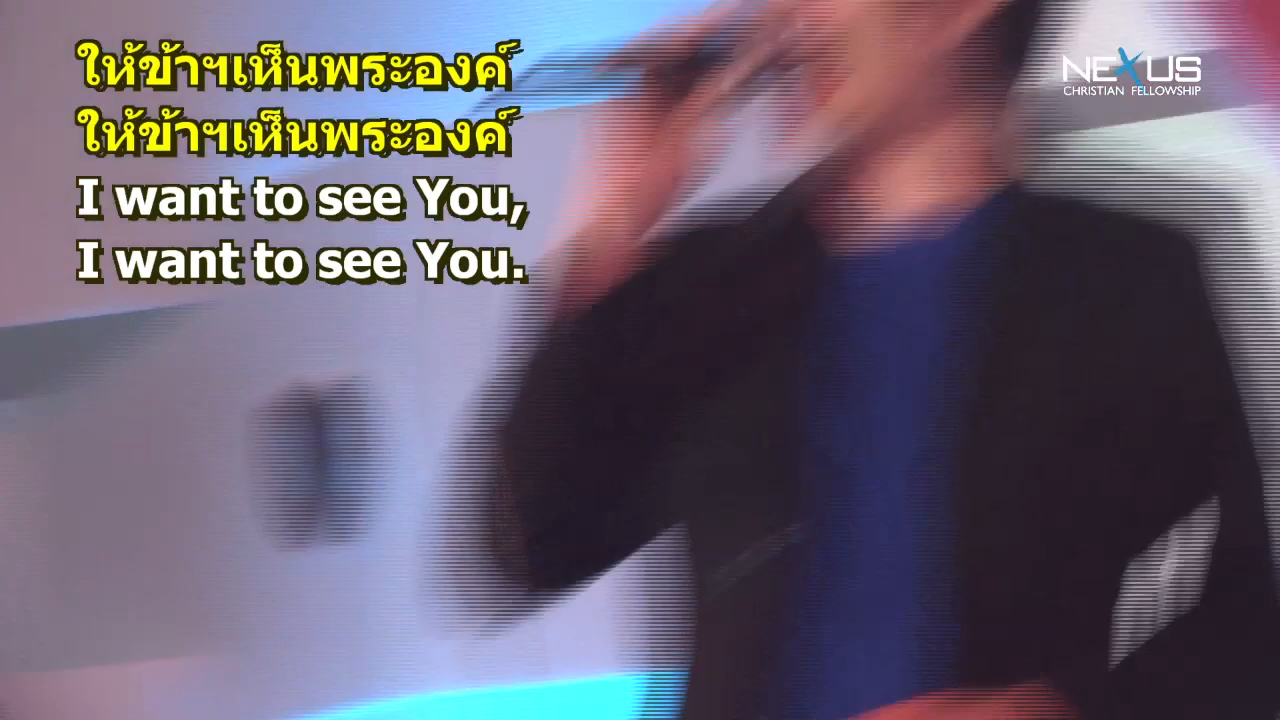 ให้ข้าฯเห็นพระองค์
ให้ข้าฯเห็นพระองค์
I want to see You,
I want to see You.
NEXUS
CHRISTIAN FELLOWSHIP